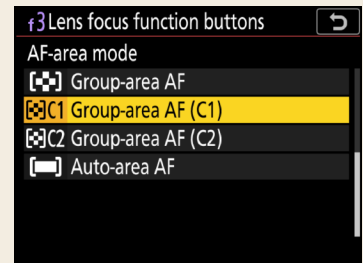 f3 Lens focus function buttons
AF-area mode
Group-area AF
C1 Group-area AF (C1)
C2 Group-area AF (C2)
Auto-area AF